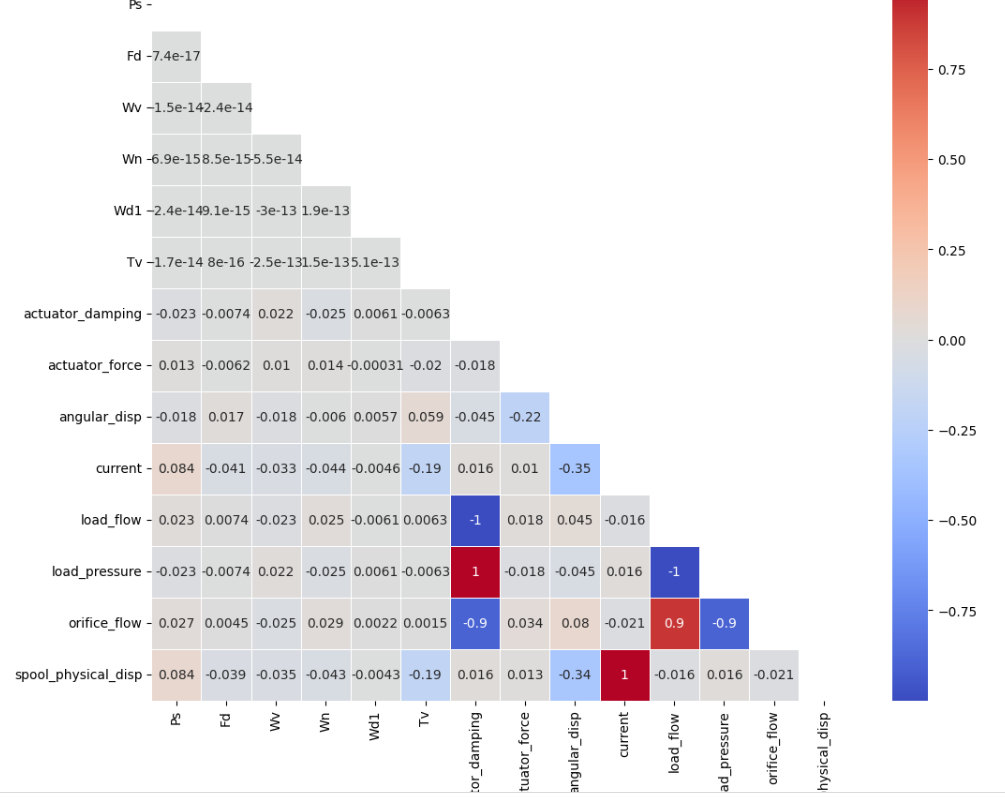 Ps
Fd 7.4e-17
Wv -1.5e-14 -2.4e-14
Wn 6.9e-15 8.5e-15 -5.5e-14
Wd1 -2.4e-14 9.1e-15 -3e-13 1.9e-13
Tv -1.7e-14 8e-16 -2.5e-13 1.5e-13 5.1e-13
actuator_damping -0.023 -0.0074 0.022 -0.025 0.0061 -0.0063
actuator_force 0.013 -0.0062 0.01 0.014 -0.00031 -0.02 -0.018
angular_disp -0.018 0.017 -0.018 -0.006 0.0057 0.059 -0.045 -0.22
current 0.084 -0.041 -0.033 -0.044 -0.0046 -0.19 0.016 0.01 -0.35
load_flow 0.023 0.0074 -0.023 0.025 -0.0061 0.0063 -1 0.018 0.045 -0.016
load_pressure -0.023 -0.0074 0.022 -0.025 0.0061 -0.0063 1 -0.018 -0.045 0.016 -1
orifice_flow 0.027 0.0045 -0.025 0.029 0.0022 0.0015 -0.9 0.034 0.08 -0.021 0.9 -0.9
spool_physical_disp 0.084 -0.039 -0.035 -0.043 -0.0043 -0.19 0.016 0.013 -0.34 1 -0.016 0.016 -0.021
Ps
Fd
Wv
Wn
Wd1
Tv
tor_damping
tuator_force
angular_disp
current
load_flow
ad_pressure
orifice_flow
hysical_disp
0.75
0.50
0.25
0.00
−0.25
−0.50
−0.75